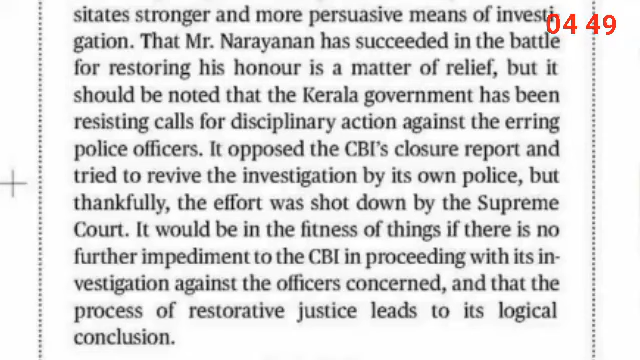 sitates stronger and more persuasive means of investi-
04 49
gation. That Mr. Narayanan has succeeded in the battle
for restoring his honour is a matter of relief, but it
should be noted that the Kerala government has been
resisting calls for disciplinary action against the erring
police officers. It opposed the CBI's closure report and
tried to revive the investigation by its own police, but
thankfully, the effort was shot down by the Supreme
Court. It would be in the fitness of things if there is no
further impediment to the CBI in proceeding with its in-
vestigation against the officers concerned, and that the
process of restorative justice leads to its logical
conclusion.